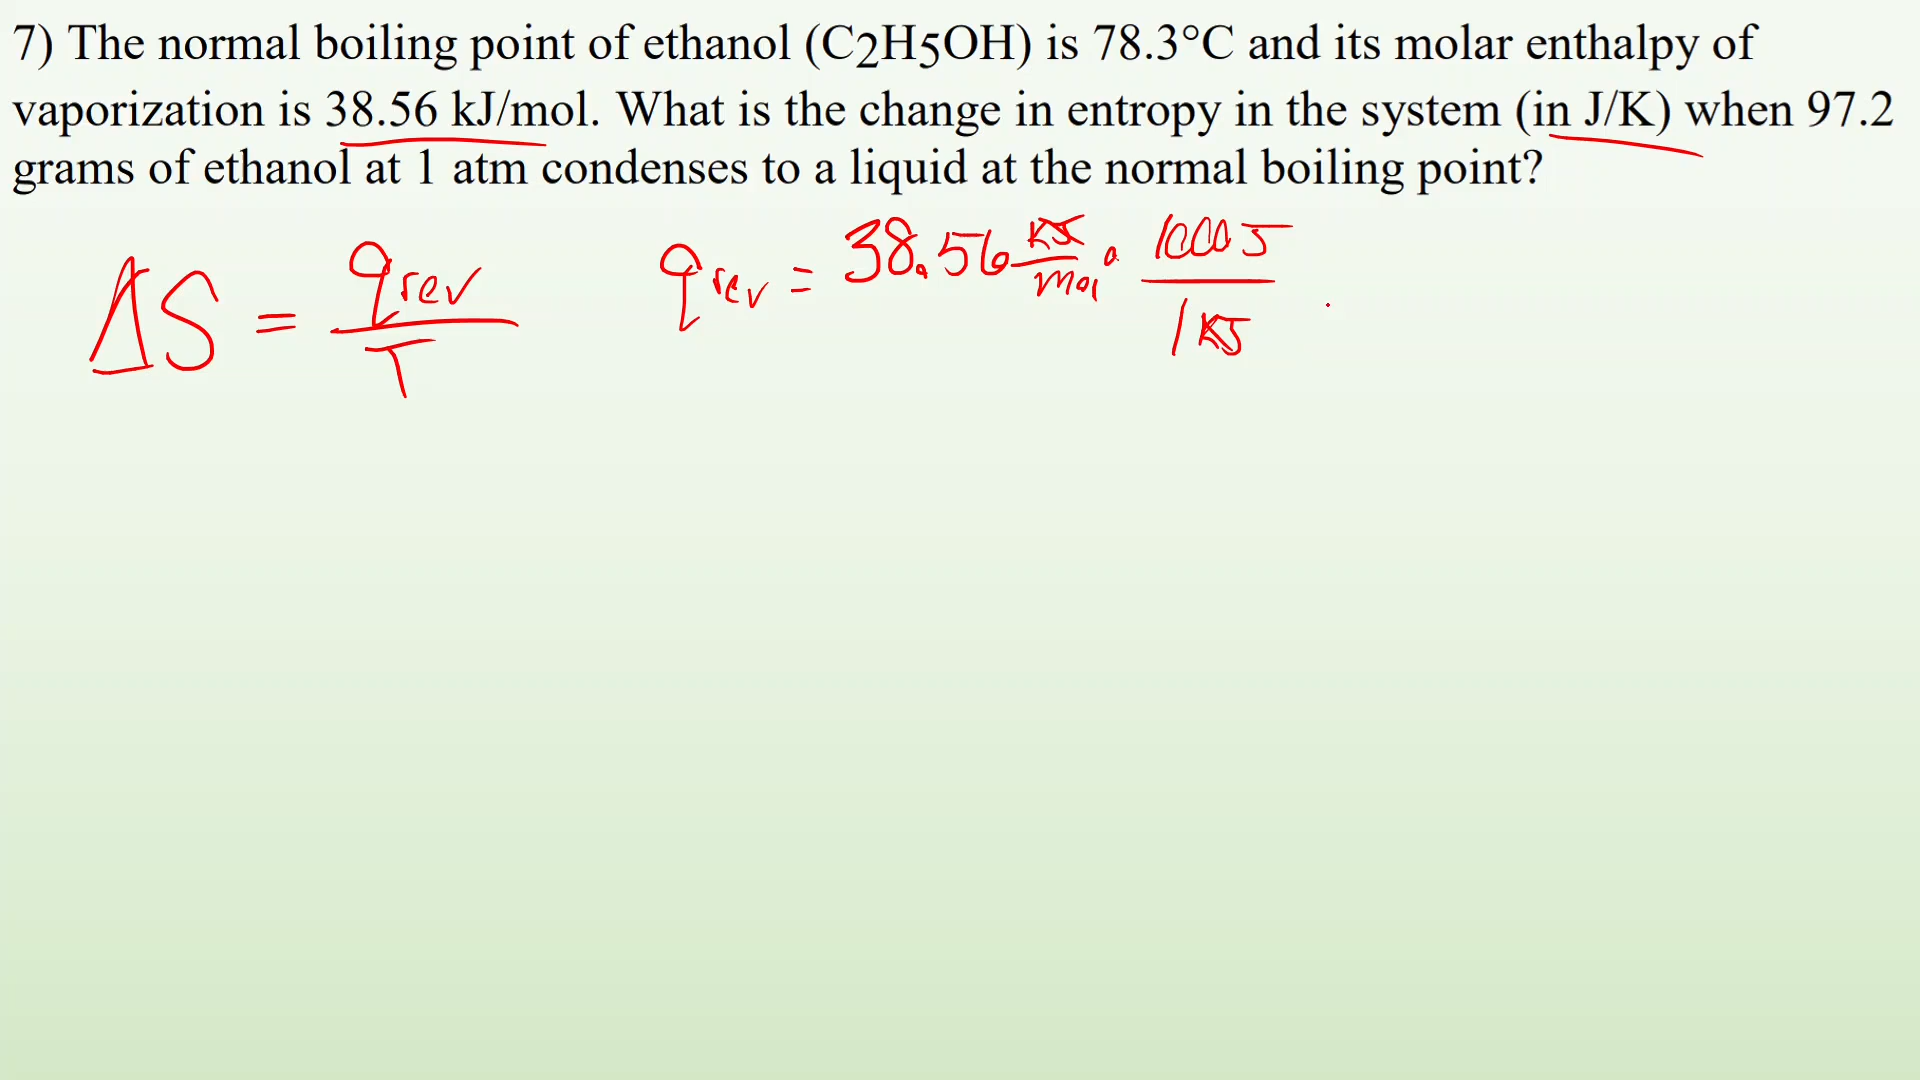 7) The normal boiling point of ethanol (C2H5OH) is 78.3°C and its molar enthalpy of
vaporization is 38.56 kJ/mol. What is the change in entropy in the system (in J/K) when 97.2
grams of ethanol at 1 atm condenses to a liquid at the normal boiling point?
ΔS = qrev / T
qrev = 38.56 kJ/mol · 1000 J / 1 kJ ·